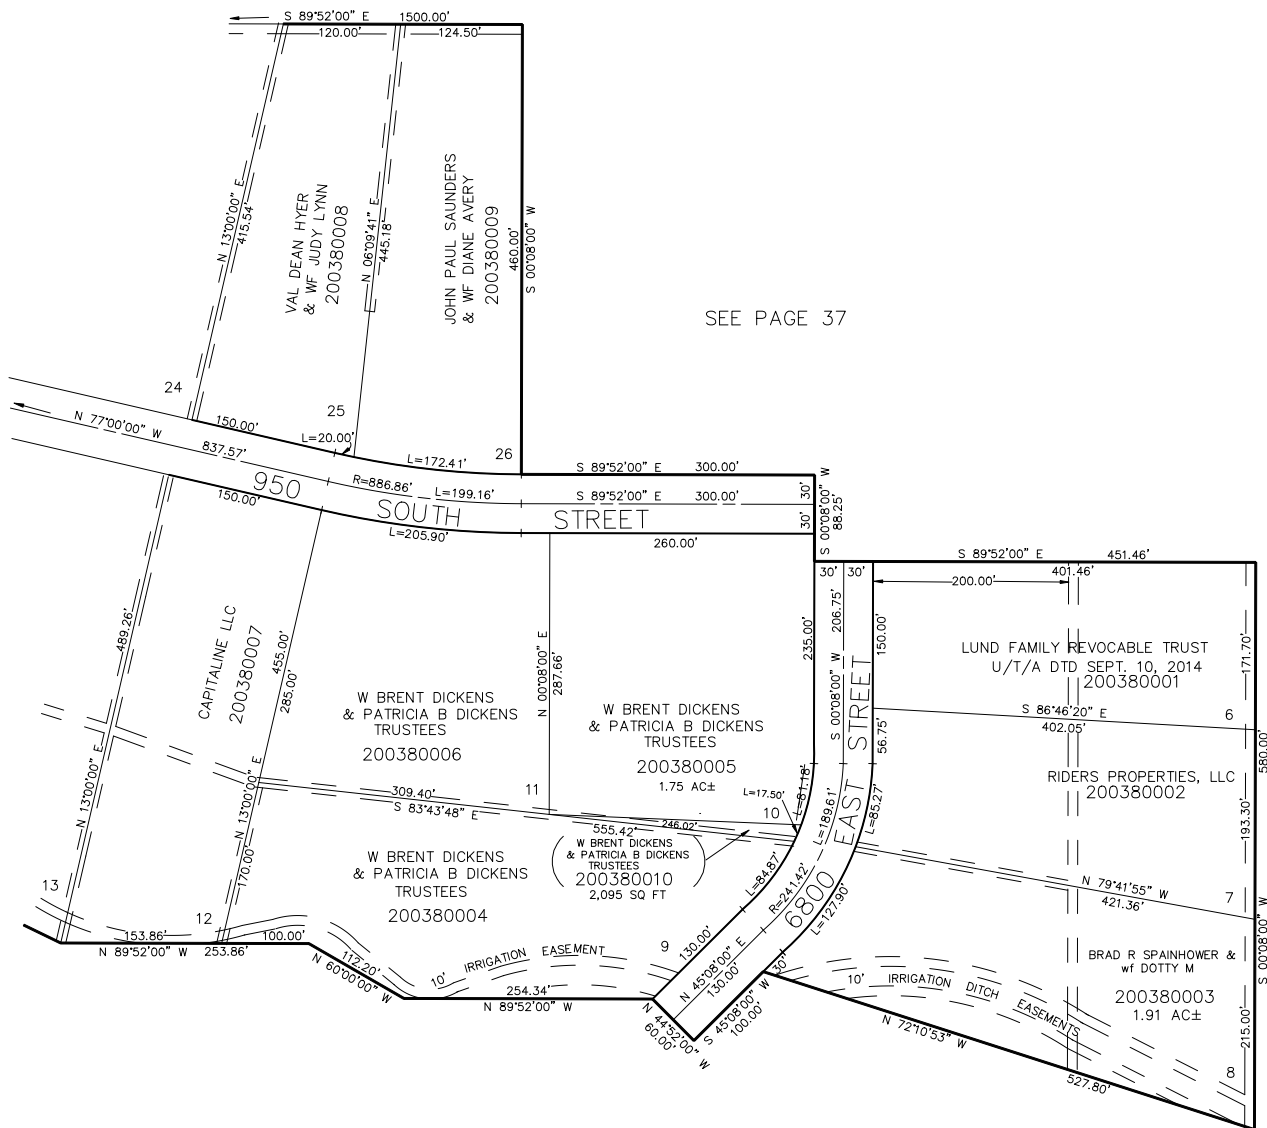 S 89°52'00" E 1500.00'
120.00' 124.50'
N 13°00'00" E
415.54'
VAL DEAN HYER
& WF JUDY LYNN
200380008
N 06°09'41" E
445.18'
JOHN PAUL SAUNDERS
& WF DIANE AVERY
200380009
460.00'
S 00°08'00" W
SEE PAGE 37
24
25
26
N 77°00'00" W
837.57'
150.00'
L=20.00'
L=172.41'
R=886.86'
L=199.16'
S 89°52'00" E 300.00'
S 89°52'00" E 300.00'
950 SOUTH STREET
150.00'
L=205.90'
260.00'
30'
30'
S 00°08'00" W
88.25'
S 89°52'00" E 451.46'
30' 30'
401.46'
200.00'
489.26'
N 13°00'00" E
CAPITALINE LLC
200380007
455.00'
285.00'
N 13°00'00" E
170.00'
W BRENT DICKENS
& PATRICIA B DICKENS
TRUSTEES
200380006
N 00°08'00" E
287.66'
W BRENT DICKENS
& PATRICIA B DICKENS
TRUSTEES
200380005
1.75 AC±
235.00'
206.75'
S 00°08'00" W
150.00'
56.75'
6800 EAST STREET
LUND FAMILY REVOCABLE TRUST
U/T/A DTD SEPT. 10, 2014
200380001
171.70'
S 86°46'20" E
402.05'
6
580.00'
S 00°08'00" W
RIDERS PROPERTIES, LLC
200380002
193.30'
309.40'
S 83°43'48" E
555.42'
11
246.02'
10
L=17.50'
L=81.18'
L=189.61'
L=85.27'
W BRENT DICKENS
& PATRICIA B DICKENS
TRUSTEES
200380004
W BRENT DICKENS
& PATRICIA B DICKENS
TRUSTEES
200380010
2,095 SQ FT
L=84.87'
R=241.42'
L=127.90'
N 79°41'55" W
421.36'
7
13
12
153.86'
N 89°52'00" W 253.86'
100.00'
112.20'
N 60°00'00" W
10' IRRIGATION EASEMENT
254.34'
N 89°52'00" W
9
130.00'
N 45°08'00" E
130.00'
30'
S 45°08'00" W
100.00'
N 44°52'00" W
60.00'
BRAD R SPAINHOWER &
wf DOTTY M
200380003
1.91 AC±
215.00'
10' IRRIGATION DITCH EASEMENTS
N 72°10'53" W
527.80'
8